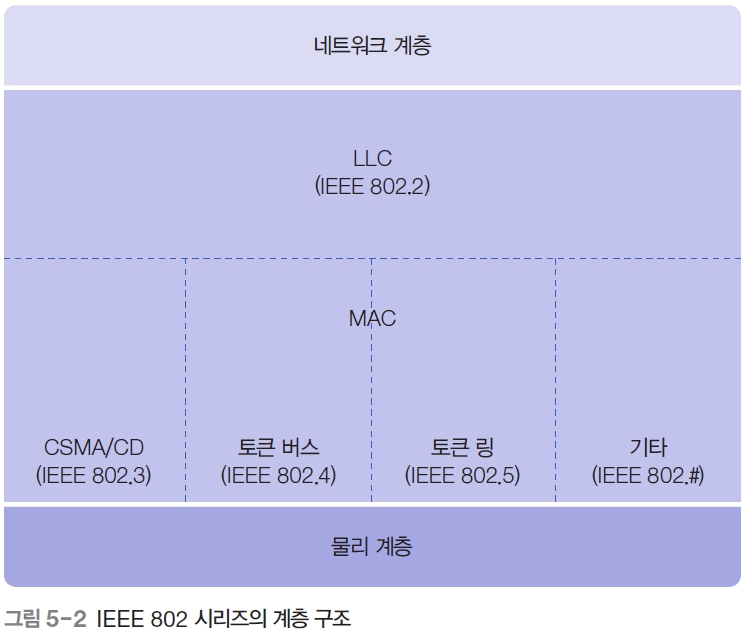 네트워크 계층
LLC
(IEEE 802.2)
MAC
CSMA/CD
(IEEE 802.3)
토큰 버스
(IEEE 802.4)
토큰 링
(IEEE 802.5)
기타
(IEEE 802.#)
물리 계층
그림 5-2 IEEE 802 시리즈의 계층 구조